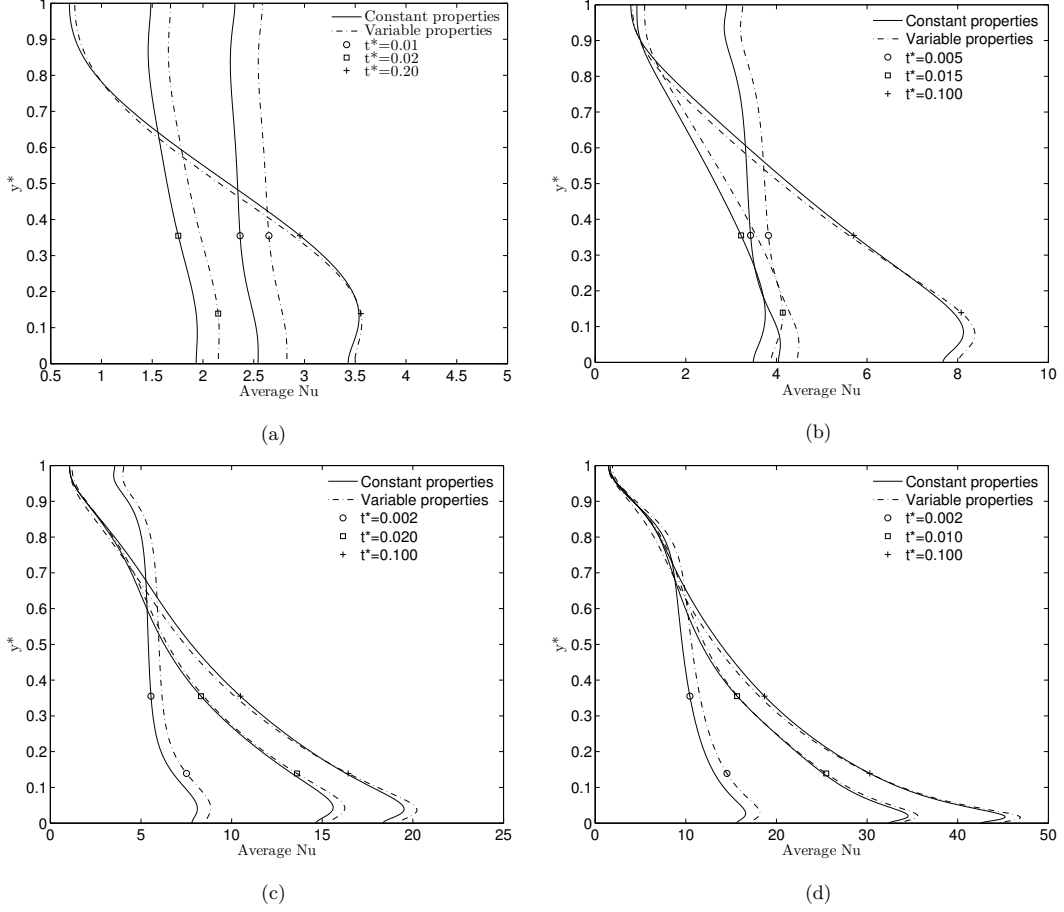 1
0.9
0.8
0.7
0.6
0.5
0.4
0.3
0.2
0.1
0
y*
0.5 1 1.5 2 2.5 3 3.5 4 4.5 5
Average Nu
Constant properties
Variable properties
t*=0.01
t*=0.02
t*=0.20
(a)
1
0.9
0.8
0.7
0.6
0.5
0.4
0.3
0.2
0.1
0
y*
0 2 4 6 8 10
Average Nu
Constant properties
Variable properties
t*=0.005
t*=0.015
t*=0.100
(b)
1
0.9
0.8
0.7
0.6
0.5
0.4
0.3
0.2
0.1
0
y*
0 5 10 15 20 25
Average Nu
Constant properties
Variable properties
t*=0.002
t*=0.020
t*=0.100
(c)
1
0.9
0.8
0.7
0.6
0.5
0.4
0.3
0.2
0.1
0
y*
0 10 20 30 40 50
Average Nu
Constant properties
Variable properties
t*=0.002
t*=0.010
t*=0.100
(d)